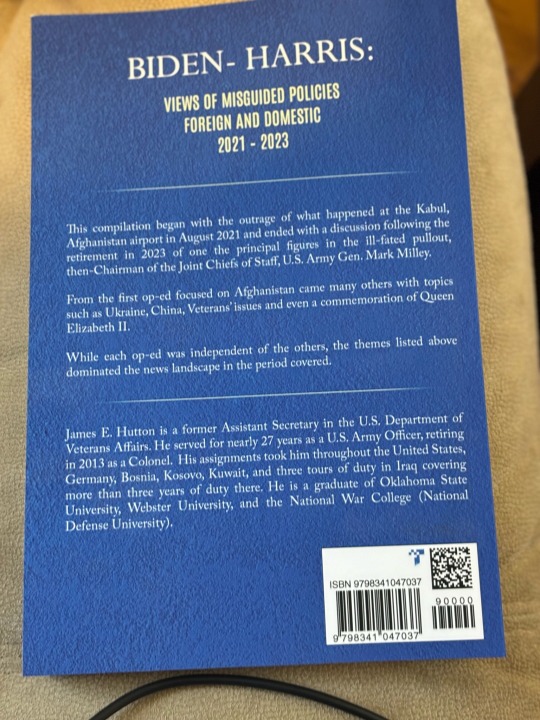 BIDEN- HARRIS:
VIEWS OF MISGUIDED POLICIES
FOREIGN AND DOMESTIC
2021 - 2023
This compilation began with the outrage of what happened at the Kabul,
Afghanistan airport in August 2021 and ended with a discussion following the
retirement in 2023 of one the principal figures in the ill-fated pullout,
then-Chairman of the Joint Chiefs of Staff, U.S. Army Gen. Mark Milley.
From the first op-ed focused on Afghanistan came many others with topics
such as Ukraine, China, Veterans' issues and even a commemoration of Queen
Elizabeth II.
While each op-ed was independent of the others, the themes listed above
dominated the news landscape in the period covered.
James E. Hutton is a former Assistant Secretary in the U.S. Department of
Veterans Affairs. He served for nearly 27 years as a U.S. Army Officer, retiring
in 2013 as a Colonel. His assignments took him throughout the United States,
Germany, Bosnia, Kosovo, Kuwait, and three tours of duty in Iraq covering
more than three years of duty there. He is a graduate of Oklahoma State
University, Webster University, and the National War College (National
Defense University).
ISBN 9798341047037
90000
9 798341 047037